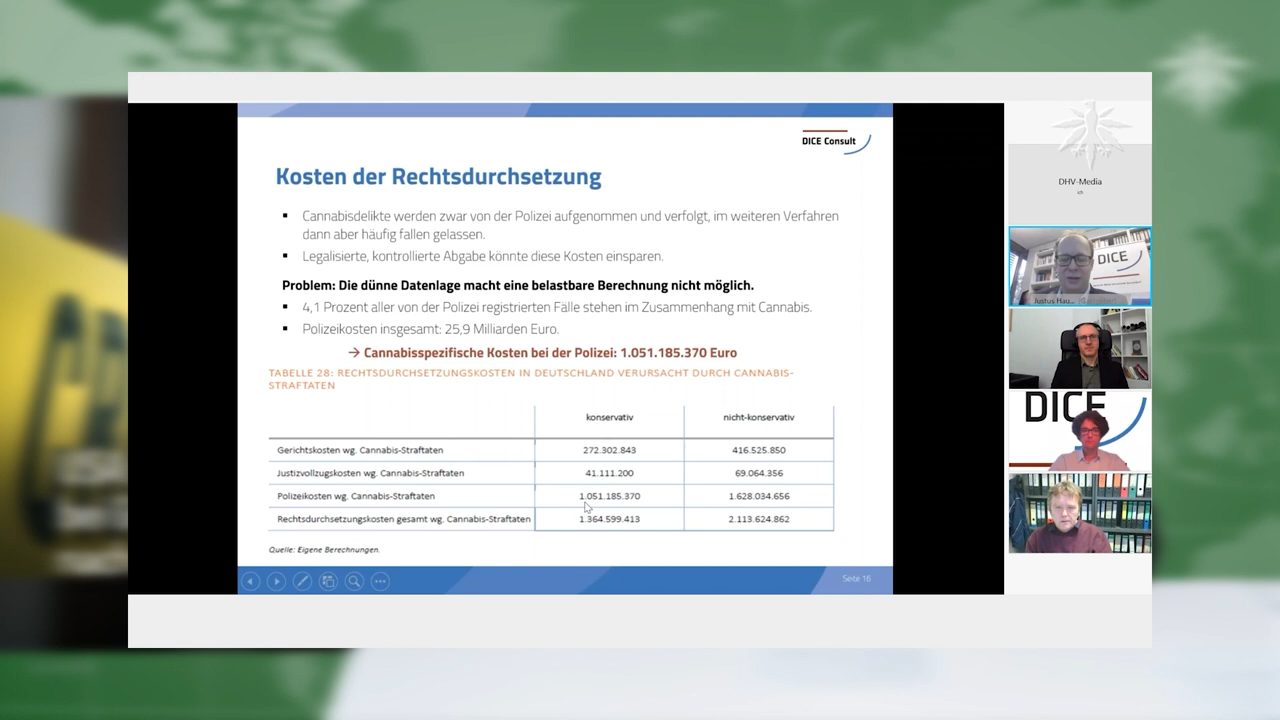 DICE Consult
Kosten der Rechtsdurchsetzung
Cannabisdelikte werden zwar von der Polizei aufgenommen und verfolgt, im weiteren Verfahren
dann aber häufig fallen gelassen.
Legalisierte, kontrollierte Abgabe könnte diese Kosten einsparen.
Problem: Die dünne Datenlage macht eine belastbare Berechnung nicht möglich.
4,1 Prozent aller von der Polizei registrierten Fälle stehen im Zusammenhang mit Cannabis.
Polizeikosten insgesamt: 25,9 Milliarden Euro.
→ Cannabisspezifische Kosten bei der Polizei: 1.051.185.370 Euro
TABELLE 28: RECHTSDURCHSETZUNGSKOSTEN IN DEUTSCHLAND VERURSACHT DURCH CANNABIS-
STRAFTATEN
konservativ nicht-konservativ
Gerichtskosten wg. Cannabis-Straftaten 272.302.843 416.525.850
Justizvollzugskosten wg. Cannabis-Straftaten 41.111.200 69.064.356
Polizeikosten wg. Cannabis-Straftaten 1.051.185.370 1.628.034.656
Rechtsdurchsetzungskosten gesamt wg. Cannabis-Straftaten 1.364.599.413 2.113.624.862
Quelle: Eigene Berechnungen.
Seite 16
DHV-Media
DICE
Justus Hau...
DICE